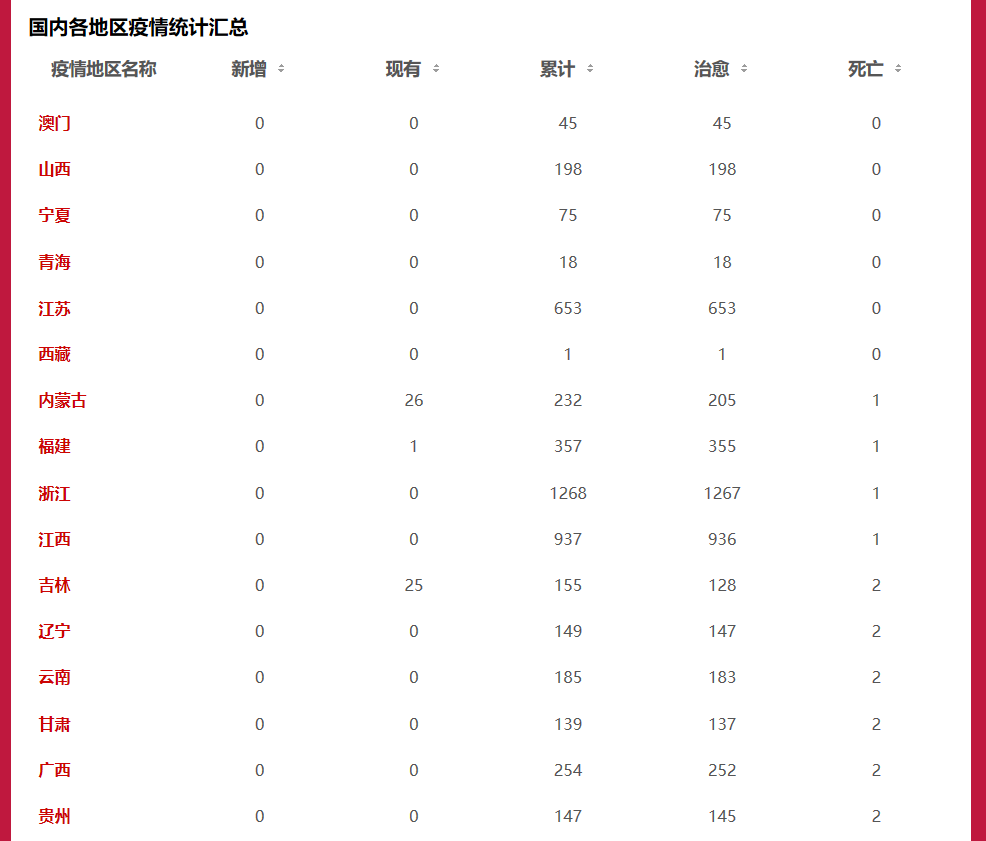 国内各地区疫情统计汇总
疫情地区名称 新增 现有 累计 治愈 死亡
澳门 0 0 45 45 0
山西 0 0 198 198 0
宁夏 0 0 75 75 0
青海 0 0 18 18 0
江苏 0 0 653 653 0
西藏 0 0 1 1 0
内蒙古 0 26 232 205 1
福建 0 1 357 355 1
浙江 0 0 1268 1267 1
江西 0 0 937 936 1
吉林 0 25 155 128 2
辽宁 0 0 149 147 2
云南 0 0 185 183 2
甘肃 0 0 139 137 2
广西 0 0 254 252 2
贵州 0 0 147 145 2